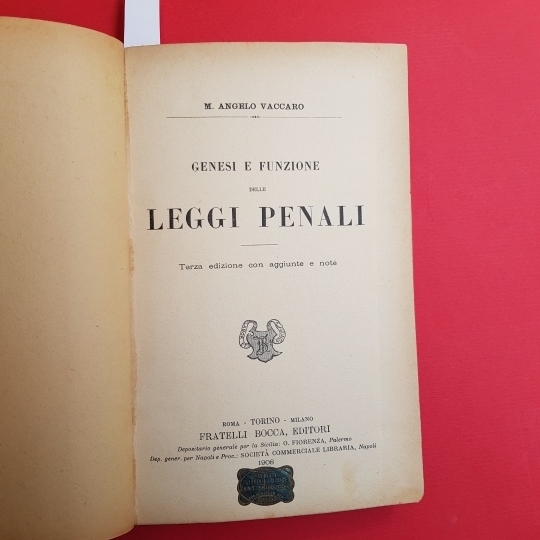 M. ANGELO VACCARO
GENESI E FUNZIONE
DELLE
LEGGI PENALI
Terza edizione con aggiunte e note
ROMA - TORINO - MILANO
FRATELLI BOCCA, EDITORI
Depositario generale per la Sicilia: O. FIORENZA, Palermo
Dep. gener. per Napoli e Prov.: SOCIETÀ COMMERCIALE LIBRARIA, Napoli
1908